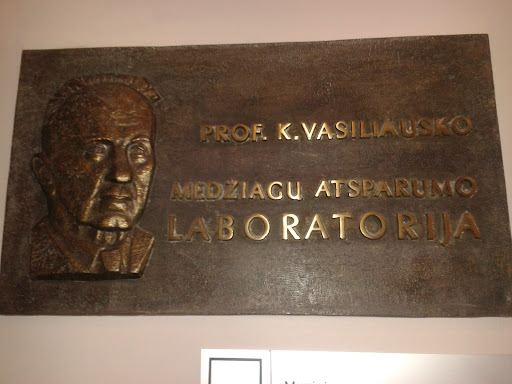 PROF. K. VASILIAUSKO
MEDŽIAGŲ ATSPARUMO
LABORATORIJA